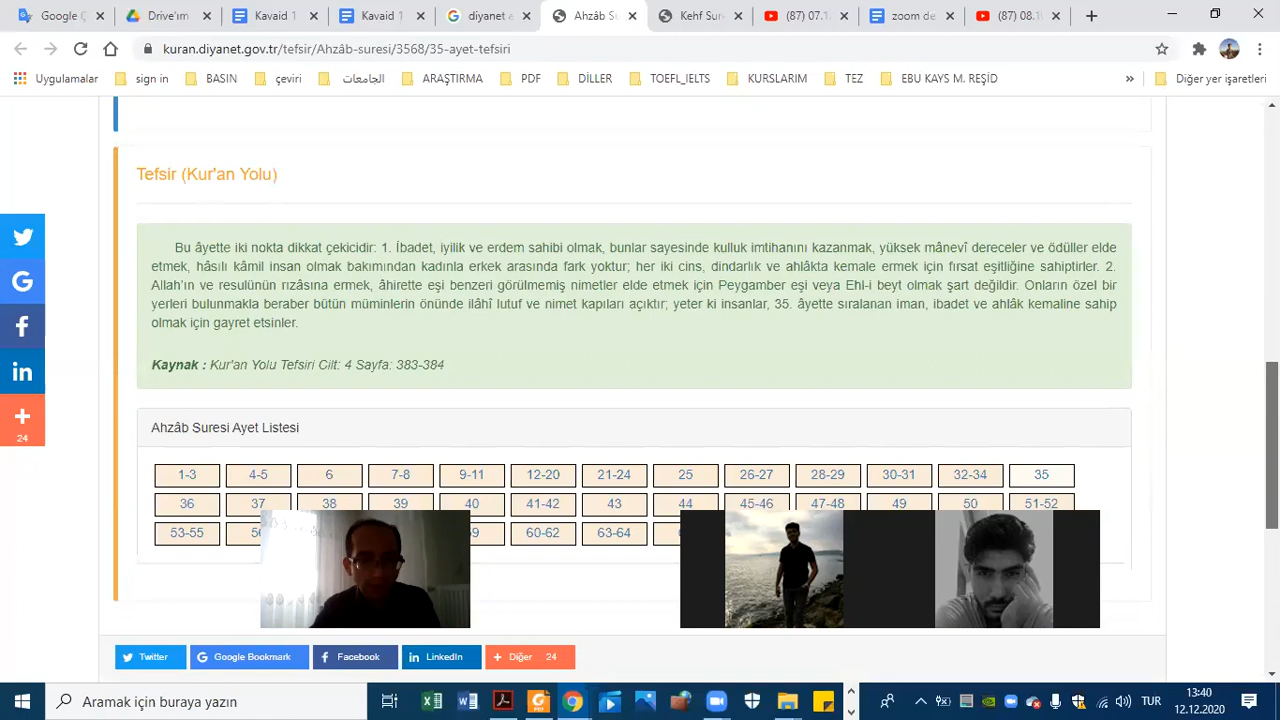 Google Ç
Drive'ım
Kavaid 1
Kavaid 1
diyanet e
Ahzâb Su
Kehf Sur
(87) 07.1
zoom de
(87) 08.1
kuran.diyanet.gov.tr/tefsir/Ahzâb-suresi/3568/35-ayet-tefsiri
Uygulamalar
sign in
BASIN
çeviri
الجامعات
ARAŞTIRMA
PDF
DİLLER
TOEFL_IELTS
KURSLARIM
TEZ
EBU KAYS M. REŞİD
»
Diğer yer işaretleri
Tefsir (Kur'an Yolu)
Bu âyette iki nokta dikkat çekicidir: 1. İbadet, iyilik ve erdem sahibi olmak, bunlar sayesinde kulluk imtihanını kazanmak, yüksek mânevî dereceler ve ödüller elde
etmek, hâsılı kâmil insan olmak bakımından kadınla erkek arasında fark yoktur; her iki cins, dindarlık ve ahlâkta kemale ermek için fırsat eşitliğine sahiptirler. 2.
Allah'ın ve resulünün rızâsına ermek, âhirette eşi benzeri görülmemiş nimetler elde etmek için Peygamber eşi veya Ehl-i beyt olmak şart değildir. Onların özel bir
yerleri bulunmakla beraber bütün müminlerin önünde ilâhî lutuf ve nimet kapıları açıktır; yeter ki insanlar, 35. âyette sıralanan iman, ibadet ve ahlâk kemaline sahip
olmak için gayret etsinler.
Kaynak : Kur'an Yolu Tefsiri Cilt: 4 Sayfa: 383-384
24
Ahzâb Suresi Ayet Listesi
1-3 4-5 6 7-8 9-11 12-20 21-24 25 26-27 28-29 30-31 32-34 35
36 37 38 39 40 41-42 43 44 45-46 47-48 49 50 51-52
53-55 60-62 63-64
Twitter Google Bookmark Facebook LinkedIn Diğer 24
Aramak için buraya yazın
TUR
13:40
12.12.2020